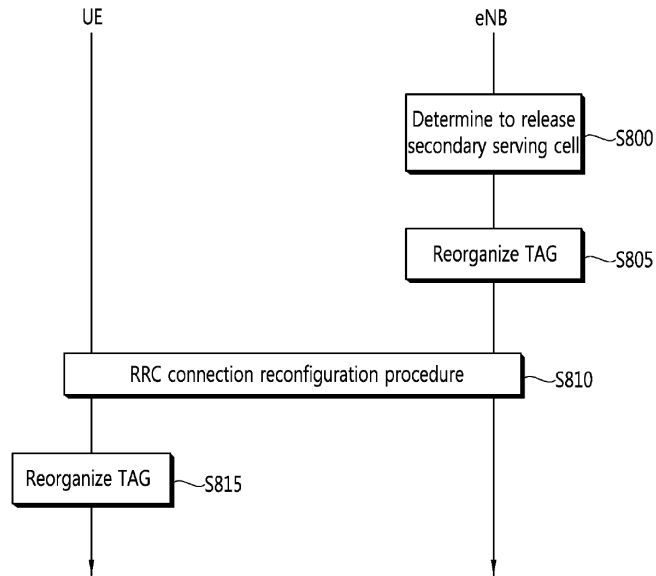 UE
eNB
Determine to release
secondary serving cell
S800
Reorganize TAG
S805
RRC connection reconfiguration procedure
S810
Reorganize TAG
S815